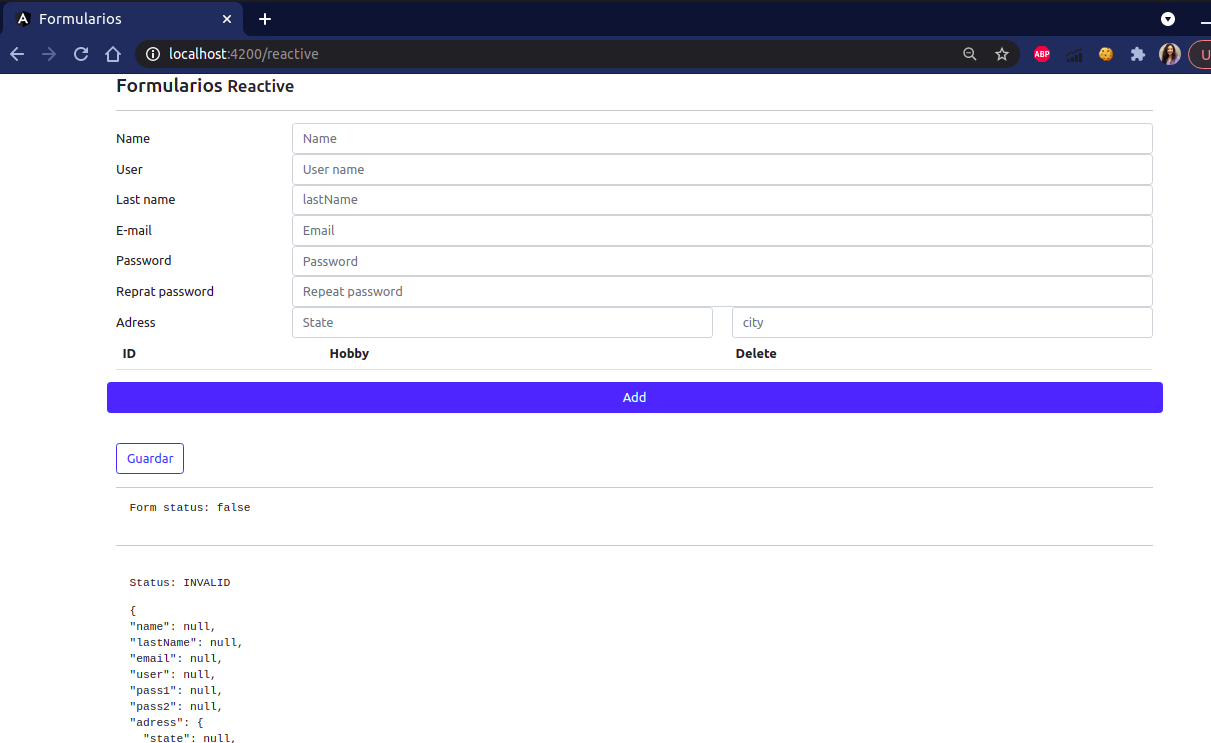 Formularios
localhost:4200/reactive
ABP
U
Formularios Reactive
Name Name
User User name
Last name lastName
E-mail Email
Password Password
Reprat password Repeat password
Adress State city
ID Hobby Delete
Add
Guardar
Form status: false
Status: INVALID
{
"name": null,
"lastName": null,
"email": null,
"user": null,
"pass1": null,
"pass2": null,
"adress": {
"state": null,